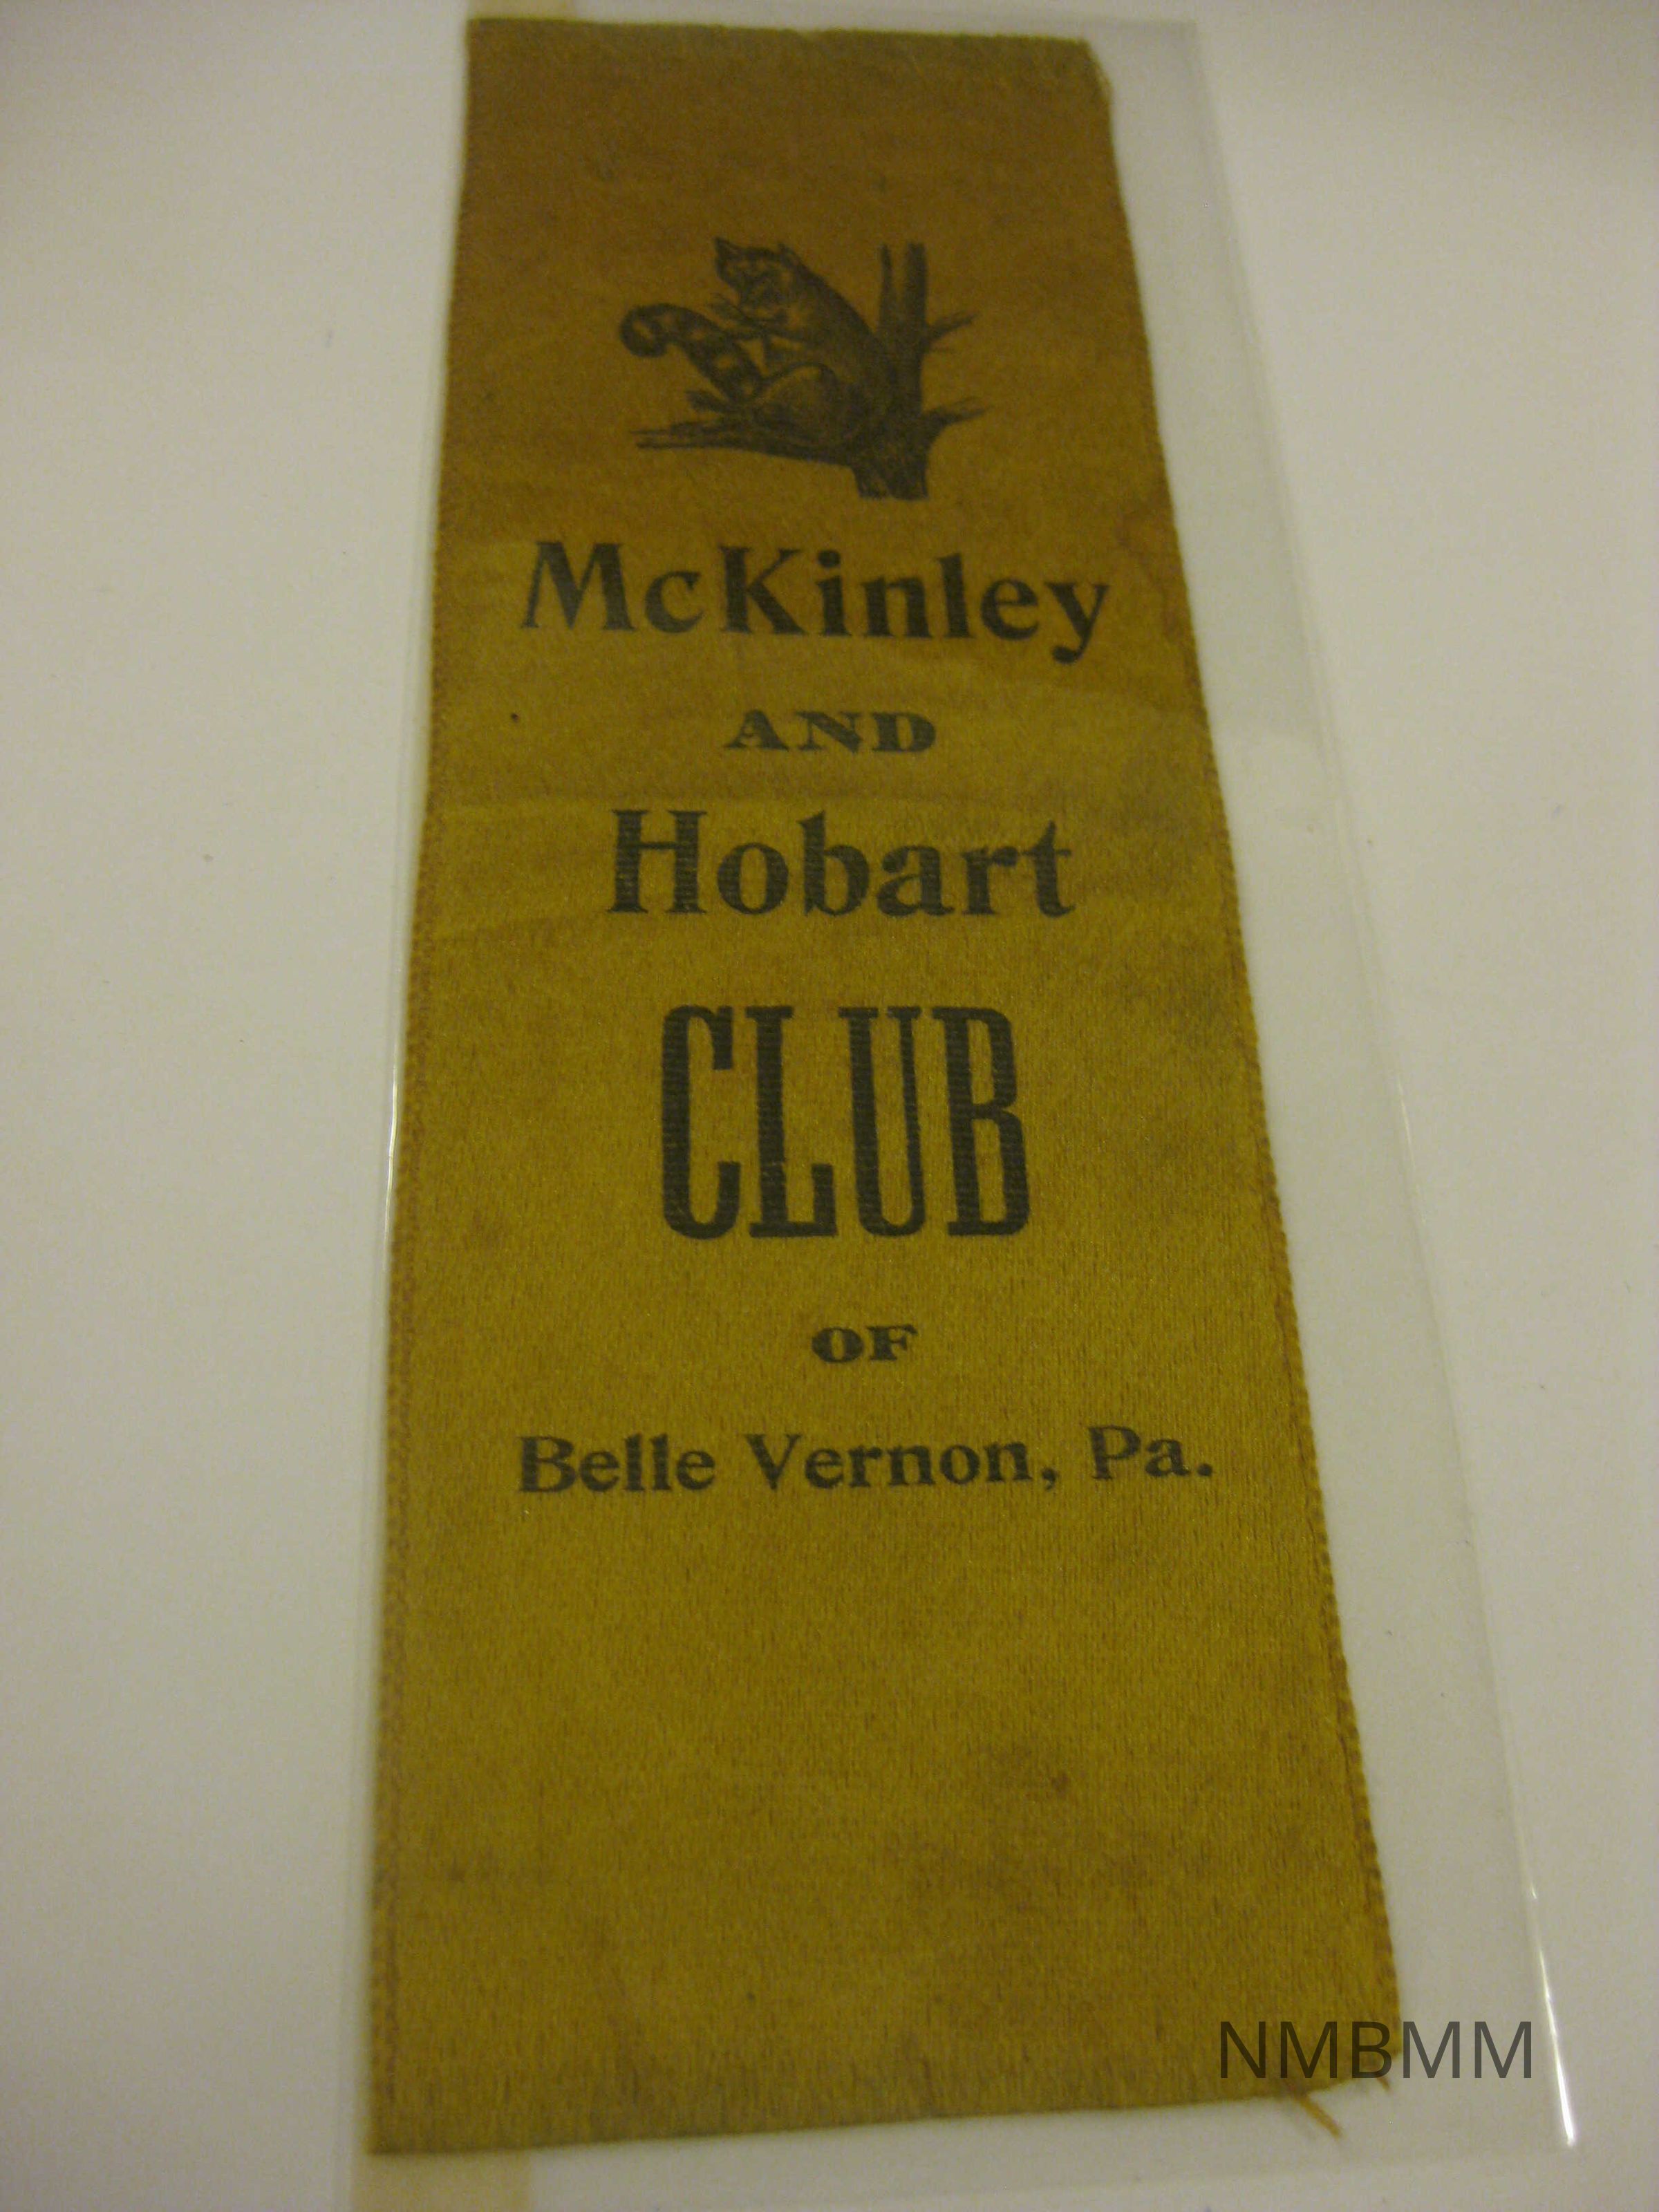 McKinley
AND
Hobart
CLUB
OF
Belle Vernon, Pa.
NMBMM